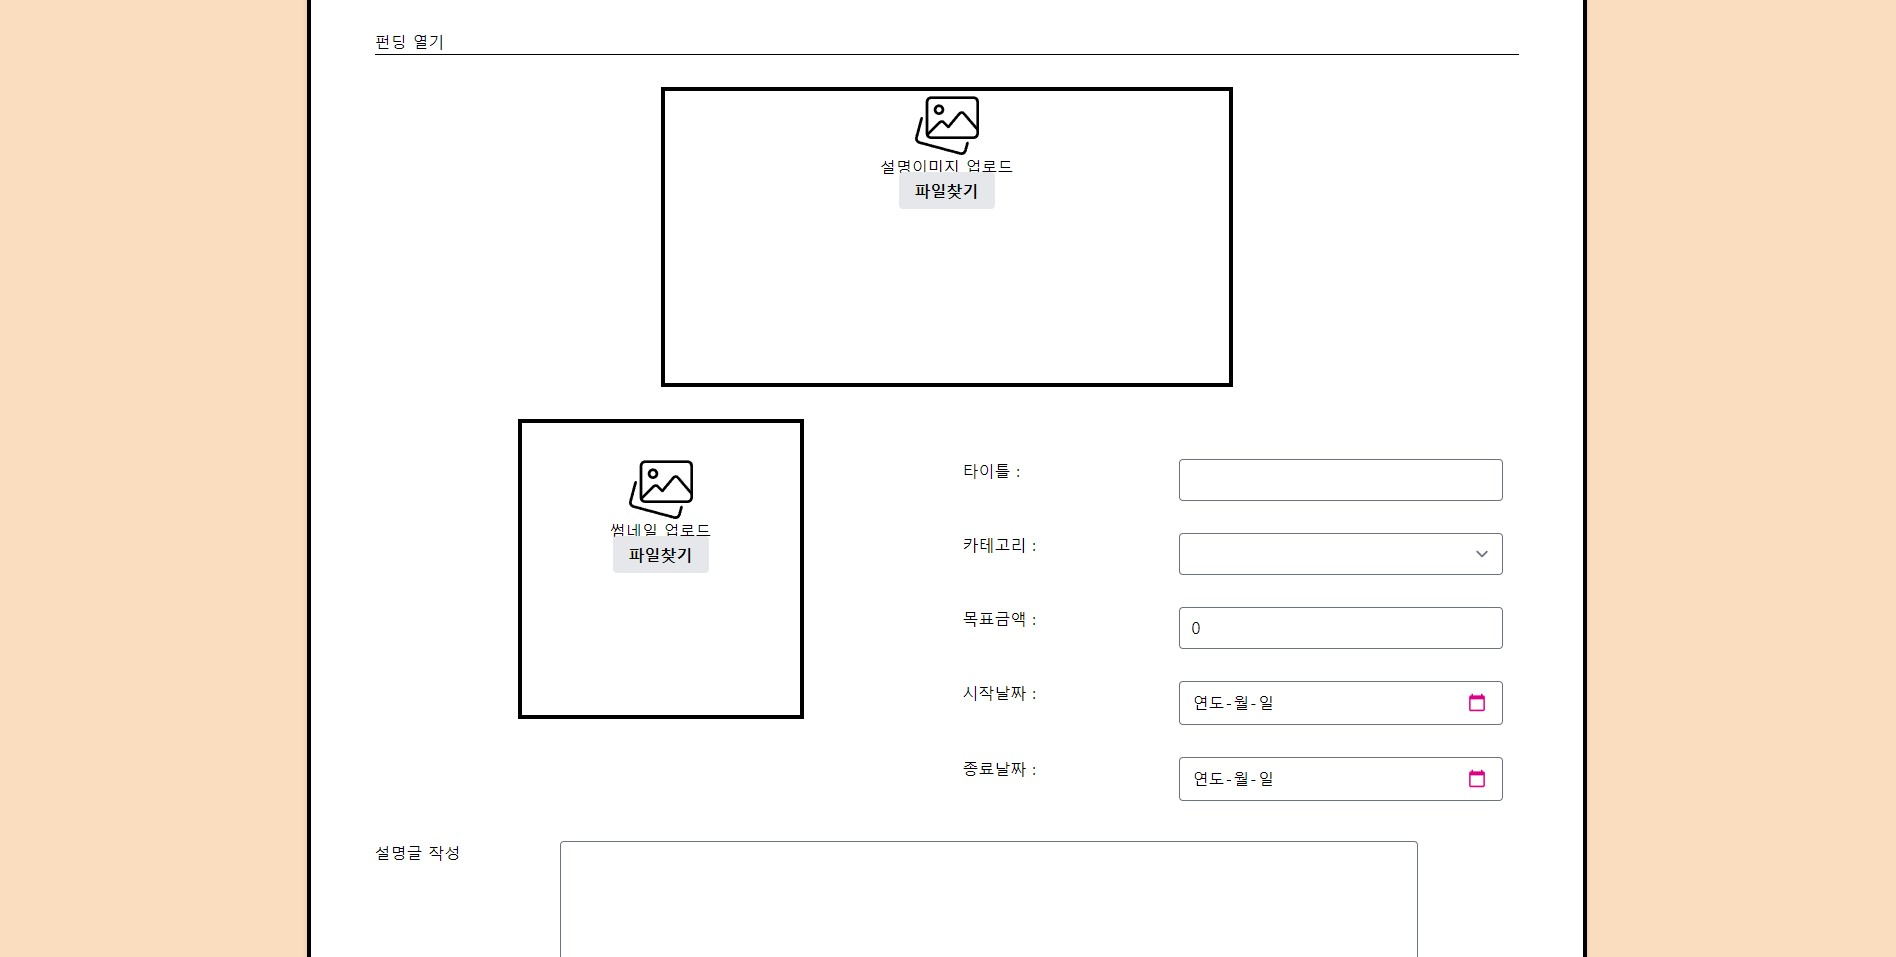 펀딩 열기
설명이미지 업로드
파일찾기
썸네일 업로드
파일찾기
타이틀 :
카테고리 :
목표금액 :
0
시작날짜 :
연도-월-일
종료날짜 :
연도-월-일
설명글 작성